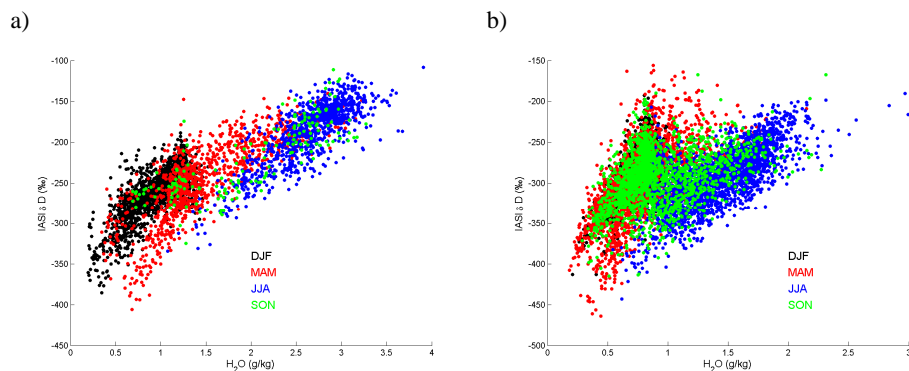 a)
-100
-150
-200
-250
-300
-350
-400
-450
IASI δ D (‰)
0 0.5 1 1.5 2 2.5 3 3.5 4
H₂O (g/kg)
DJF
MAM
JJA
SON
b)
-100
-150
-200
-250
-300
-350
-400
-450
-500
IASI δ D (‰)
0 0.5 1 1.5 2 2.5 3
H₂O (g/kg)
DJF
MAM
JJA
SON